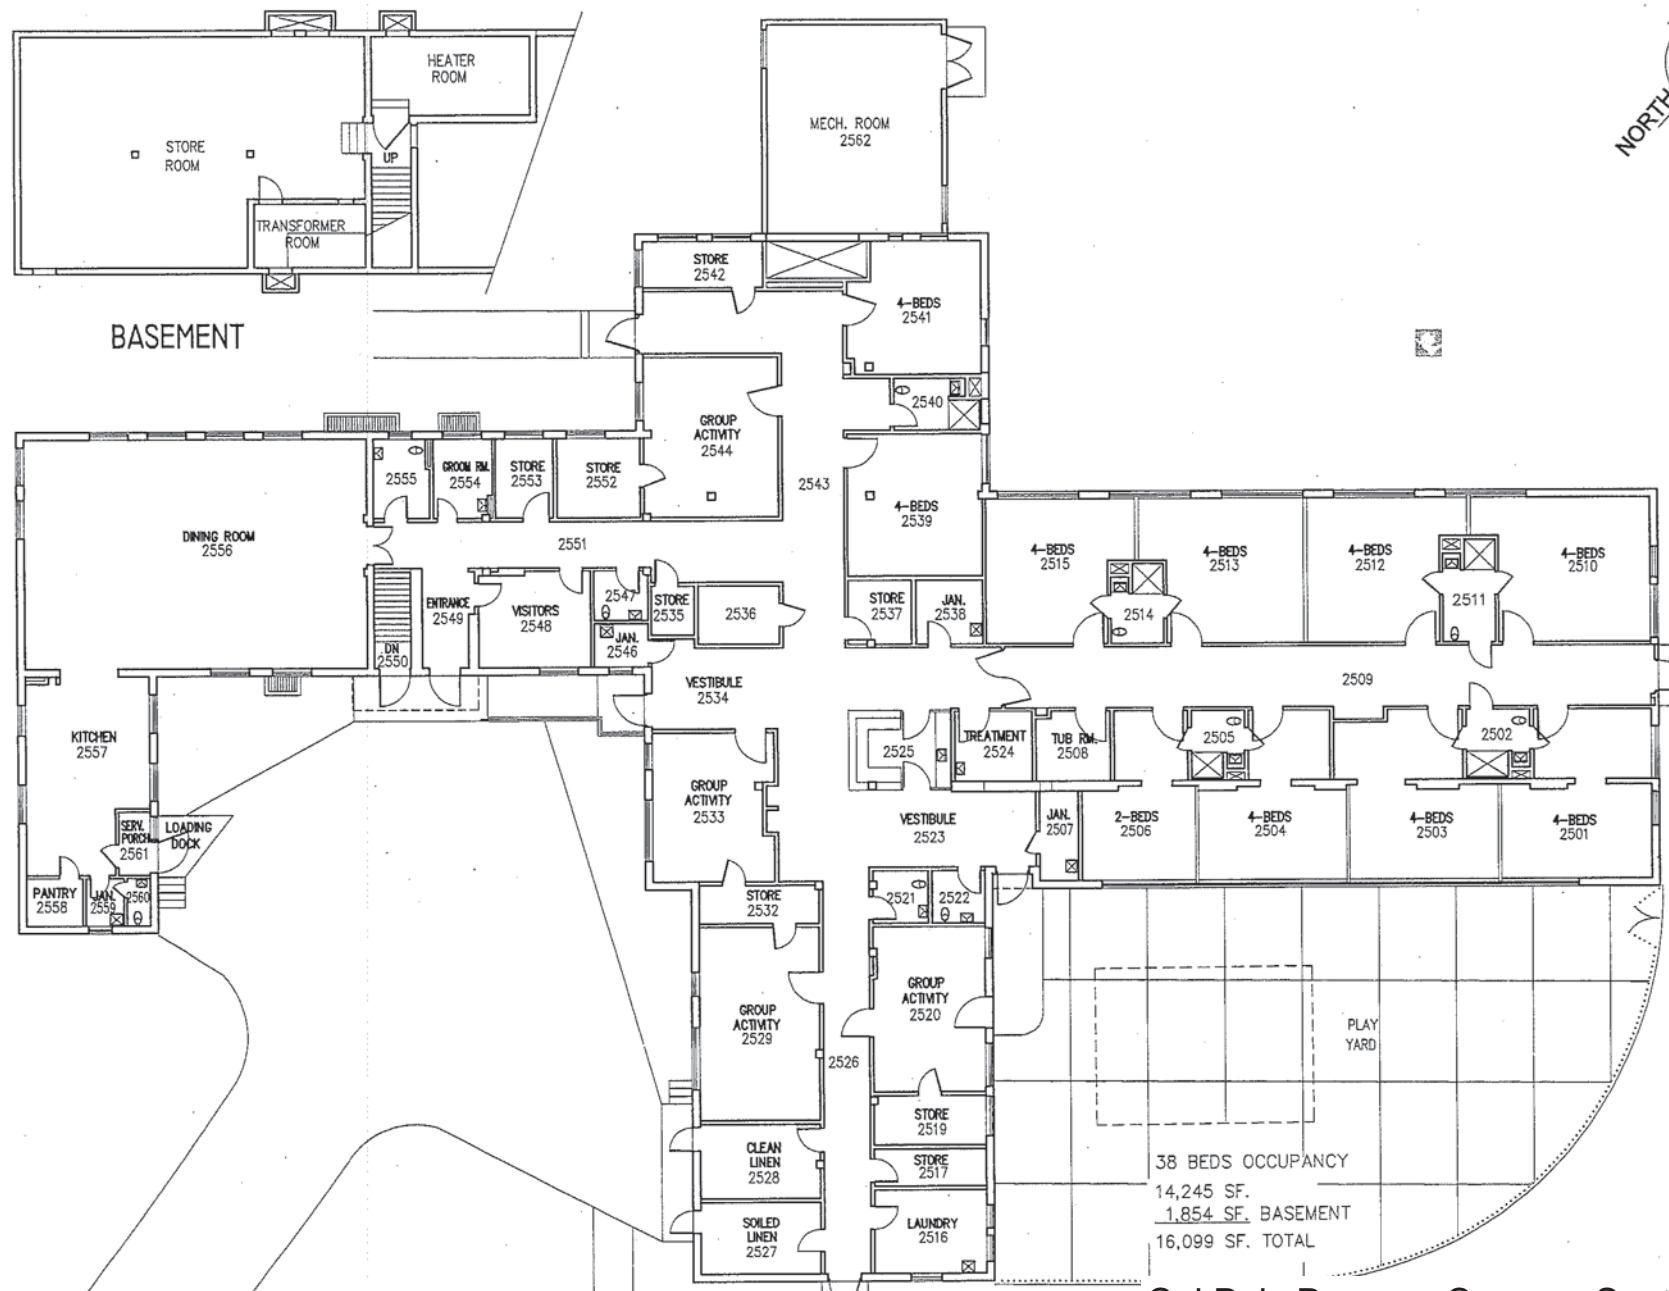 HEATER
ROOM
STORE
ROOM
UP
TRANSFORMER
ROOM
BASEMENT
MECH. ROOM
2562
NORTH
STORE
2542
4-BEDS
2541
2540
GROUP
ACTIVITY
2544
2543
4-BEDS
2539
2555
GROOM RM.
2554
STORE
2553
STORE
2552
DINING ROOM
2556
2551
4-BEDS
2515
4-BEDS
2513
4-BEDS
2512
4-BEDS
2510
2514
2511
ENTRANCE
2549
VISITORS
2548
2547
STORE
2535
2536
STORE
2537
JAN.
2538
JAN.
2546
DN
2550
VESTIBULE
2534
2509
KITCHEN
2557
2525
TREATMENT
2524
TUB RM.
2508
2505
2502
GROUP
ACTIVITY
2533
VESTIBULE
2523
JAN.
2507
2-BEDS
2506
4-BEDS
2504
4-BEDS
2503
4-BEDS
2501
SERV.
PORCH
2561
LOADING
DOCK
PANTRY
2558
JAN.
2559
2560
STORE
2532
2521
2522
GROUP
ACTIVITY
2529
GROUP
ACTIVITY
2520
2526
PLAY
YARD
STORE
2519
CLEAN
LINEN
2528
STORE
2517
SOILED
LINEN
2527
LAUNDRY
2516
38 BEDS OCCUPANCY
14,245 SF.
1,854 SF. BASEMENT
16,099 SF. TOTAL